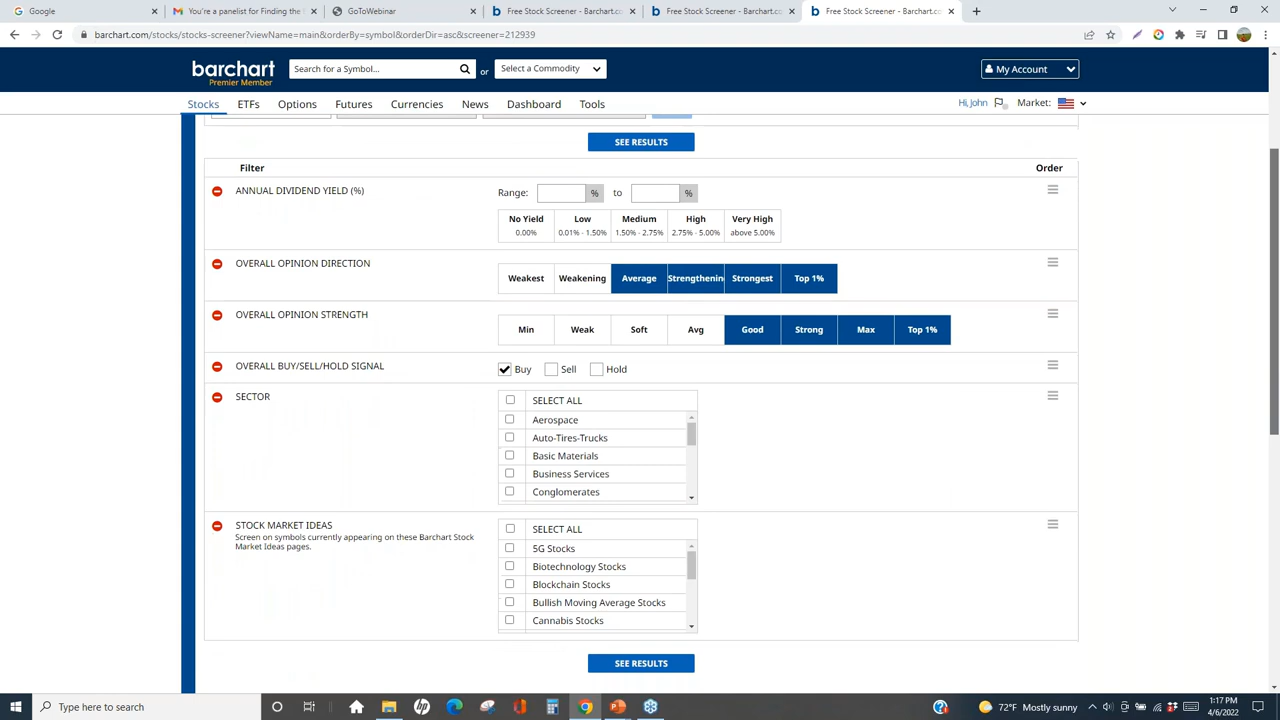 Google
You're a panelist for Finding the
GoToWebinar
Free Stock Screener - Barchart.co
Free Stock Screener - Barchart.co
Free Stock Screener - Barchart.co
barchart.com/stocks/stocks-screener?viewName=main&orderBy=symbol&orderDir=asc&screener=212939
barchart
Premier Member
Search for a Symbol...
or
Select a Commodity
My Account
Stocks
ETFs
Options
Futures
Currencies
News
Dashboard
Tools
Hi, John
Market:
SEE RESULTS
Filter
Order
ANNUAL DIVIDEND YIELD (%)
Range: % to %
No Yield Low Medium High Very High
0.00% 0.01% - 1.50% 1.50% - 2.75% 2.75% - 5.00% above 5.00%
OVERALL OPINION DIRECTION
Weakest Weakening Average Strengthenin Strongest Top 1%
OVERALL OPINION STRENGTH
Min Weak Soft Avg Good Strong Max Top 1%
OVERALL BUY/SELL/HOLD SIGNAL
Buy Sell Hold
SECTOR
SELECT ALL
Aerospace
Auto-Tires-Trucks
Basic Materials
Business Services
Conglomerates
STOCK MARKET IDEAS
Screen on symbols currently appearing on these Barchart Stock
Market Ideas pages.
SELECT ALL
5G Stocks
Biotechnology Stocks
Blockchain Stocks
Bullish Moving Average Stocks
Cannabis Stocks
SEE RESULTS
Type here to search
72°F Mostly sunny
1:17 PM
4/6/2022